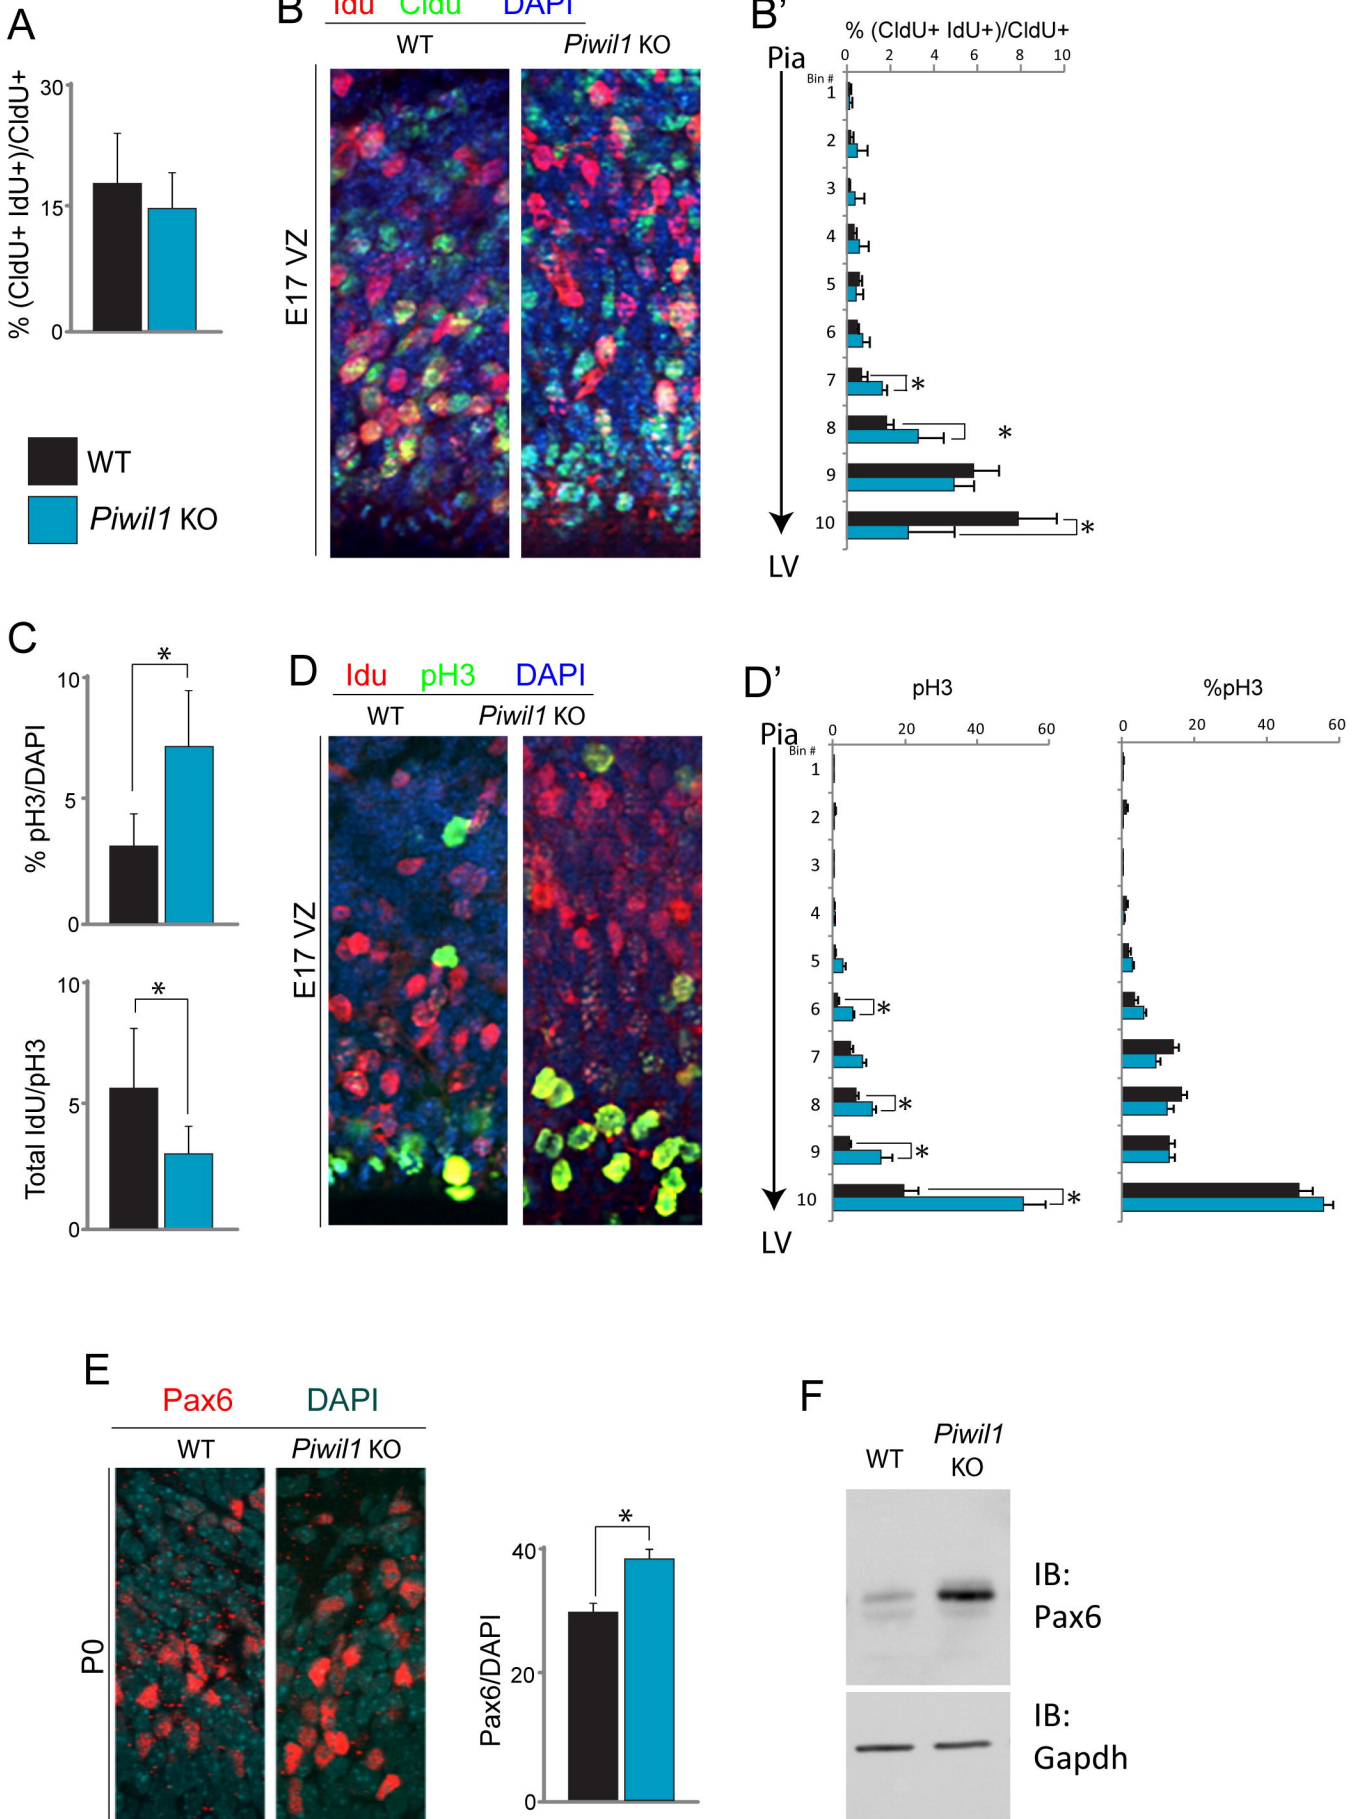 A
% (CldU+ IdU+)/CldU+
30
15
0
WT
Piwil1 KO
B
Idu Cldu DAPI
WT Piwil1 KO
E17 VZ
B’
% (CldU+ IdU+)/CldU+
0 2 4 6 8 10
Pia
Bin #
1
2
3
4
5
6
7 *
8 *
9
10 *
LV
C
% pH3/DAPI
*
10
5
0
Total IdU/pH3
*
10
5
0
D
Idu pH3 DAPI
WT Piwil1 KO
E17 VZ
D’
pH3 %pH3
0 20 40 60 0 20 40 60
Pia
Bin #
1
2
3
4
5
6 *
7
8 *
9 *
10 *
LV
E
Pax6 DAPI
WT Piwil1 KO
P0
Pax6/DAPI
*
40
20
0
F
WT Piwil1
KO
IB:
Pax6
IB:
Gapdh